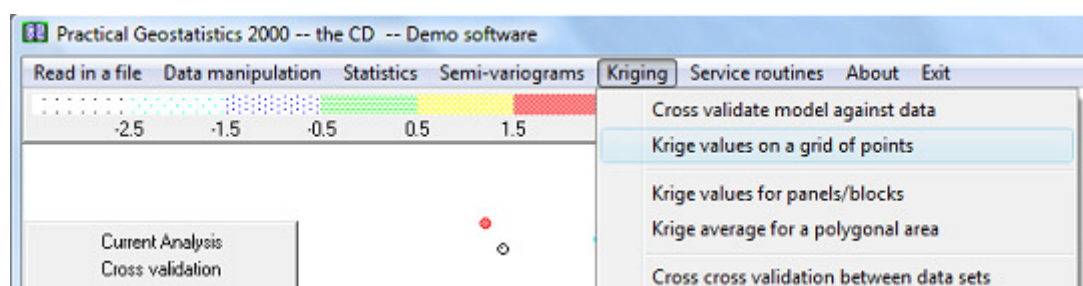 Practical Geostatistics 2000 -- the CD -- Demo software
Read in a file Data manipulation Statistics Semi-variograms Kriging Service routines About Exit
-2.5 -1.5 -0.5 0.5 1.5
Cross validate model against data
Krige values on a grid of points
Krige values for panels/blocks
Krige average for a polygonal area
Cross cross validation between data sets
Current Analysis
Cross validation